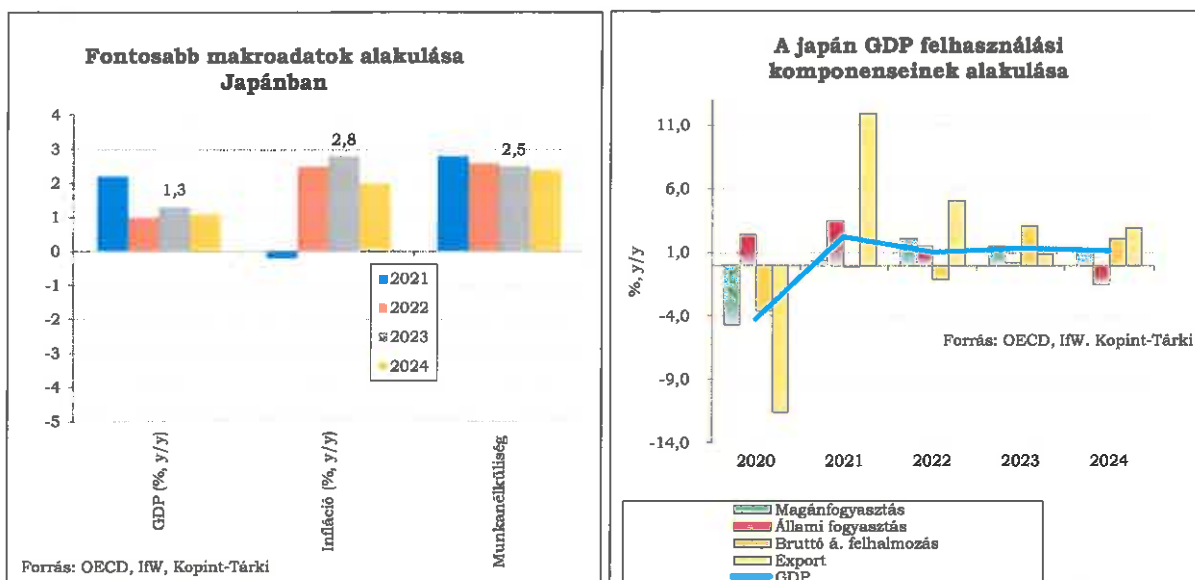 Fontosabb makroadatok alakulása
Japánban
4
3
2
1
0
-1
-2
-3
-4
-5
1,3
2,8
2,5
2021
2022
2023
2024
GDP (%, y/y)
Infláció (%, y/y)
Munkanélküliség
Forrás: OECD, IfW, Kopint-Tárki
A japán GDP felhasználási
komponenseinek alakulása
%, y/y
11,0
6,0
1,0
-4,0
-9,0
-14,0
Forrás: OECD, IfW. Kopint-Tárki
2020
2021
2022
2023
2024
Magánfogyasztás
Állami fogyasztás
Bruttó á. felhalmozás
Export
GDP